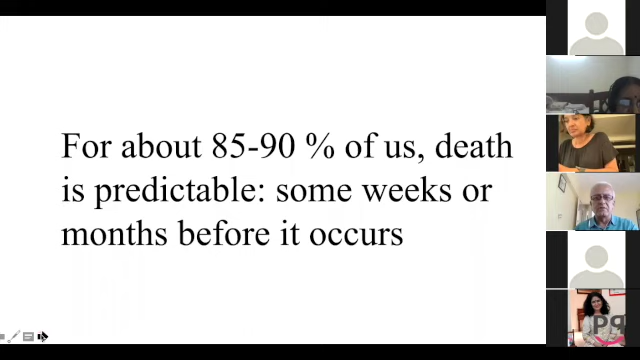 For about 85-90 % of us, death
is predictable: some weeks or
months before it occurs